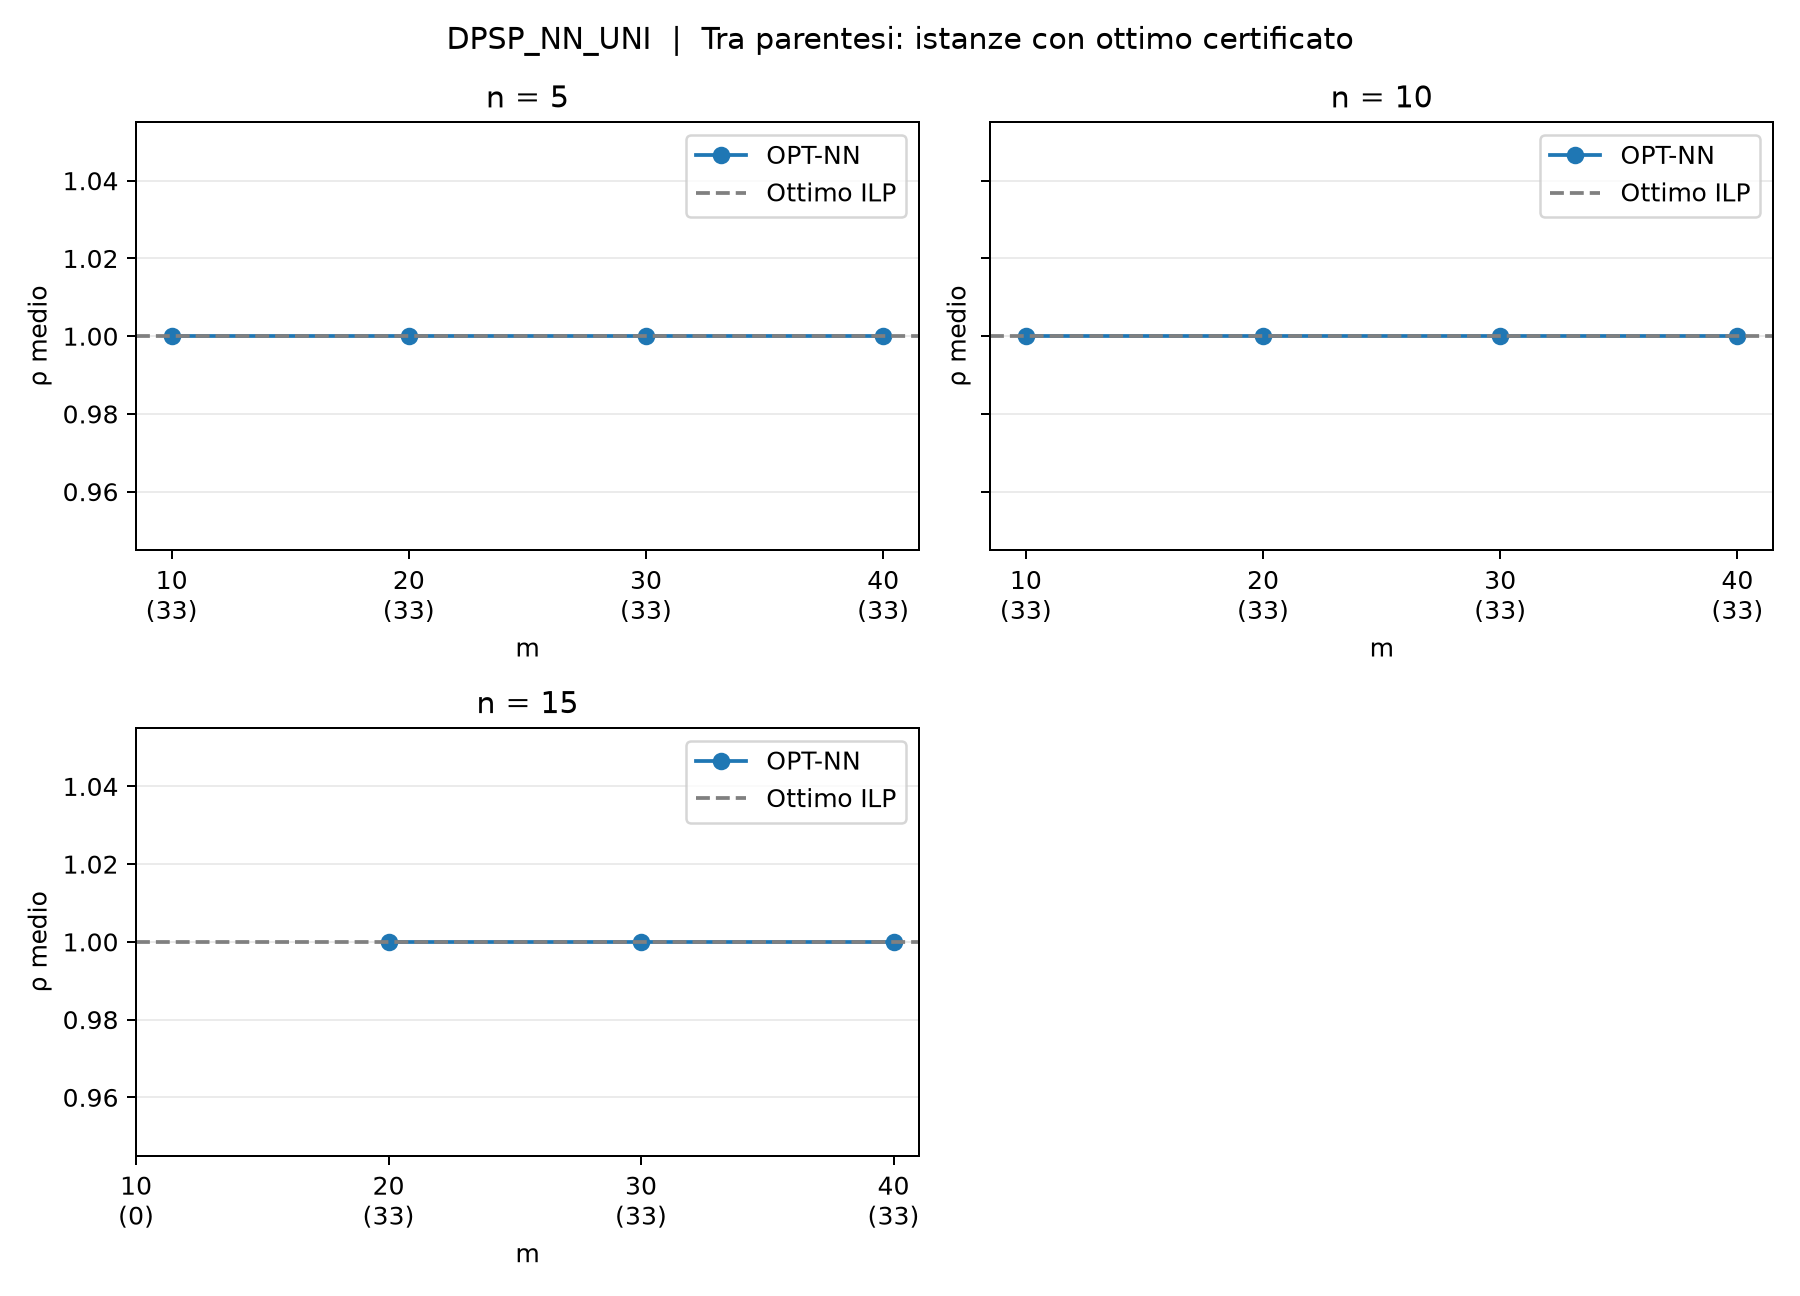 DPSP_NN_UNI | Tra parentesi: istanze con ottimo certificato
n = 5
OPT-NN
Ottimo ILP
ρ medio
1.04
1.02
1.00
0.98
0.96
10 20 30 40
(33) (33) (33) (33)
m
n = 10
OPT-NN
Ottimo ILP
ρ medio
10 20 30 40
(33) (33) (33) (33)
m
n = 15
OPT-NN
Ottimo ILP
ρ medio
1.04
1.02
1.00
0.98
0.96
10 20 30 40
(0) (33) (33) (33)
m